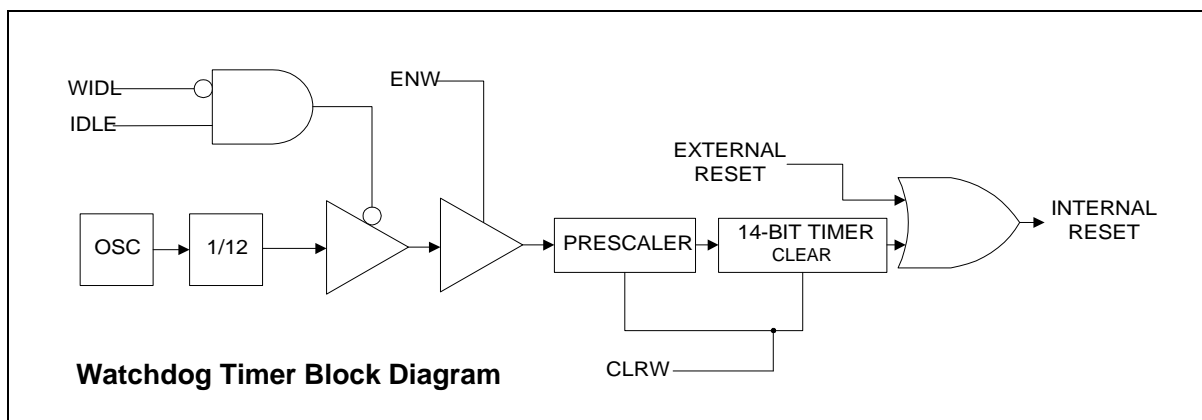 WIDL
IDLE
ENW
EXTERNAL
RESET
OSC
1/12
PRESCALER
14-BIT TIMER
CLEAR
INTERNAL
RESET
CLRW
Watchdog Timer Block Diagram